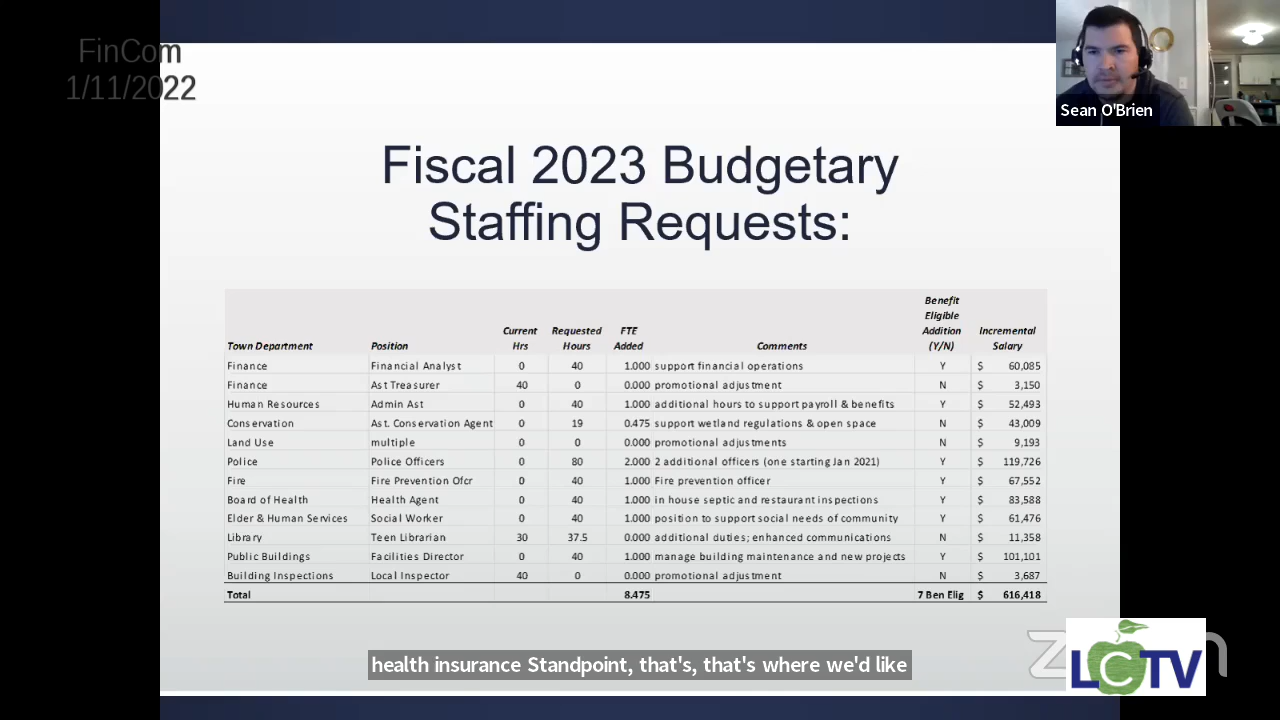 FinCom
1/11/2022
Sean O'Brien
Fiscal 2023 Budgetary
Staffing Requests:
Town Department Position Current Hrs Requested Hours FTE Added Comments Benefit Eligible Addition (Y/N) Incremental Salary
Finance Financial Analyst 0 40 1.000 support financial operations Y $ 60,085
Finance Ast Treasurer 40 0 0.000 promotional adjustment N $ 3,150
Human Resources Admin Ast 0 40 1.000 additional hours to support payroll & benefits Y $ 52,493
Conservation Ast. Conservation Agent 0 19 0.475 support wetland regulations & open space N $ 43,009
Land Use multiple 0 0 0.000 promotional adjustments N $ 9,193
Police Police Officers 0 80 2.000 2 additional officers (one starting Jan 2021) Y $ 119,726
Fire Fire Prevention Ofcr 0 40 1.000 Fire prevention officer Y $ 67,552
Board of Health Health Agent 0 40 1.000 in house septic and restaurant inspections Y $ 83,588
Elder & Human Services Social Worker 0 40 1.000 position to support social needs of community Y $ 61,476
Library Teen Librarian 30 37.5 0.000 additional duties; enhanced communications N $ 11,358
Public Buildings Facilities Director 0 40 1.000 manage building maintenance and new projects Y $ 101,101
Building Inspections Local Inspector 40 0 0.000 promotional adjustment N $ 3,687
Total 8.475 7 Ben Elig $ 616,418
health insurance Standpoint, that's, that's where we'd like
LCTV